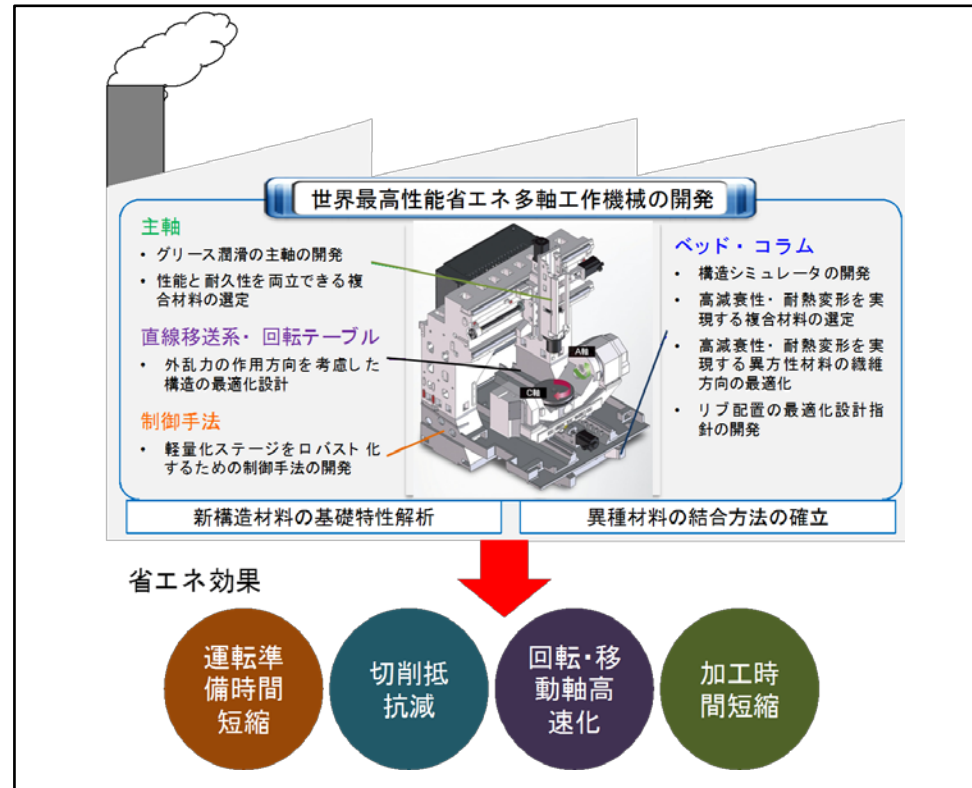 世界最高性能省エネ多軸工作機械の開発
主軸
• グリース潤滑の主軸の開発
• 性能と耐久性を両立できる複
合材料の選定
直線移送系・回転テーブル
• 外乱力の作用方向を考慮した
構造の最適化設計
制御手法
• 軽量化ステージをロバスト化
するための制御手法の開発
A軸
C軸
ベッド・コラム
• 構造シミュレータの開発
• 高減衰性・耐熱変形を実
現する複合材料の選定
• 高減衰性・耐熱変形を実
現する異方性材料の繊維
方向の最適化
• リブ配置の最適化設計指
針の開発
新構造材料の基礎特性解析
異種材料の結合方法の確立
省エネ効果
運転準
備時間
短縮
切削抵
抗減
回転・移
動軸高
速化
加工時
間短縮